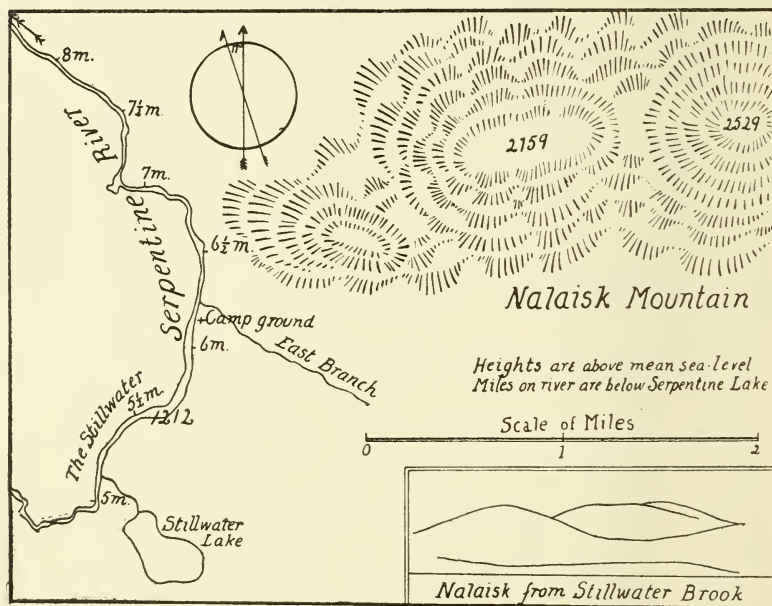 n
8m.
7½m.
River
7m.
Serpentine
6½m.
Camp ground
East Branch
6m.
5½m.
1212
The Stillwater
5m.
Stillwater
Lake
2759
2529
Nalaisk Mountain
Heights are above mean sea-level
Miles on river are below Serpentine Lake
Scale of Miles
0 1 2
Nalaisk from Stillwater Brook